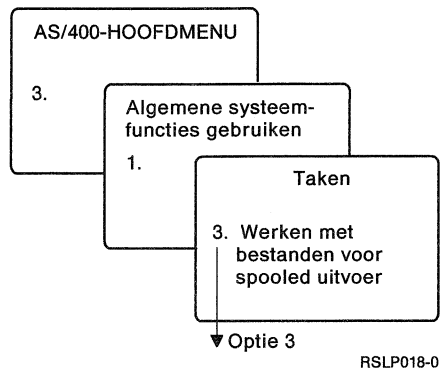 AS/400-HOOFDMENU
3.
Algemene systeem-
functies gebruiken
1.
Taken
3. Werken met
bestanden voor
spooled uitvoer
Optie 3
RSLP018-0